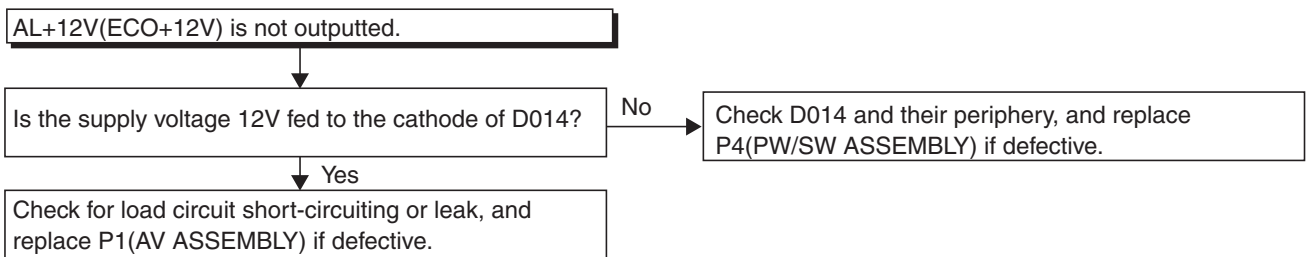 AL+12V(ECO+12V) is not outputted.
Is the supply voltage 12V fed to the cathode of D014?
No
Check D014 and their periphery, and replace
P4(PW/SW ASSEMBLY) if defective.
Yes
Check for load circuit short-circuiting or leak, and
replace P1(AV ASSEMBLY) if defective.